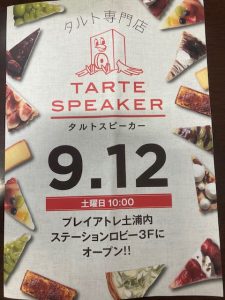 タルト専門店
TARTE
SPEAKER
タルトスピーカー
9.12
土曜日 10:00
プレイアトレ土浦内
ステーションロビー3Fに
オープン!!